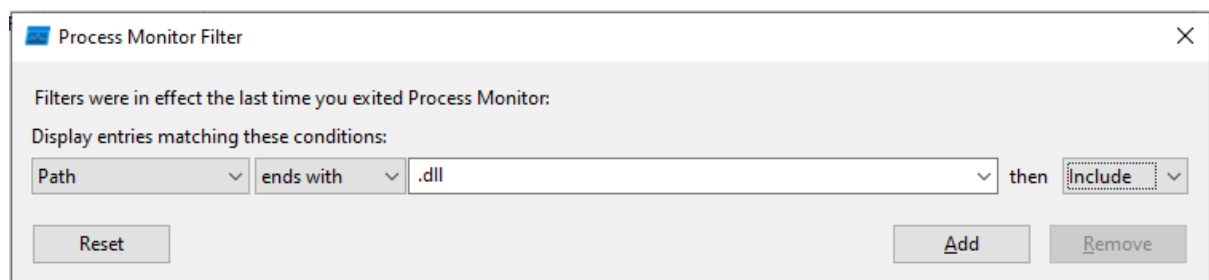 Process Monitor Filter
Filters were in effect the last time you exited Process Monitor:
Display entries matching these conditions:
Path ends with .dll then Include
Reset Add Remove